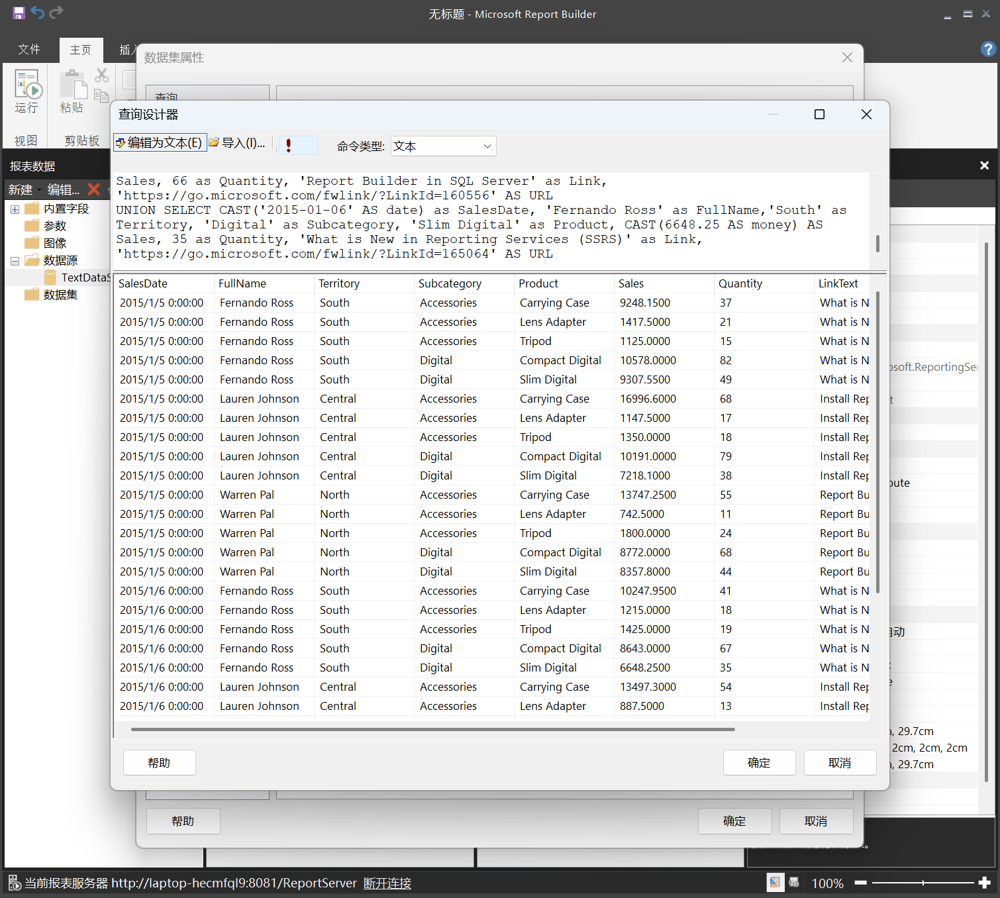 无标题 - Microsoft Report Builder
文件 主页
数据集属性
查询
运行 粘贴
视图 剪贴板
查询设计器
编辑为文本(E) 导入(I)... 命令类型: 文本
报表数据
新建 编辑...
内置字段
参数
图像
数据源
数据集
Sales, 66 as Quantity, 'Report Builder in SQL Server' as Link,
'https://go.microsoft.com/fwlink/?LinkId=160556' AS URL
UNION SELECT CAST('2015-01-06' AS date) as SalesDate, 'Fernando Ross' as FullName,'South' as
Territory, 'Digital' as Subcategory, 'Slim Digital' as Product, CAST(6648.25 AS money) AS
Sales, 35 as Quantity, 'What is New in Reporting Services (SSRS)' as Link,
'https://go.microsoft.com/fwlink/?LinkId=165064' AS URL
SalesDate FullName Territory Subcategory Product Sales Quantity LinkText
2015/1/5 0:00:00 Fernando Ross South Accessories Carrying Case 9248.1500 37 What is N
2015/1/5 0:00:00 Fernando Ross South Accessories Lens Adapter 1417.5000 21 What is N
2015/1/5 0:00:00 Fernando Ross South Accessories Tripod 1125.0000 15 What is N
2015/1/5 0:00:00 Fernando Ross South Digital Compact Digital 10578.0000 82 What is N
2015/1/5 0:00:00 Fernando Ross South Digital Slim Digital 9307.5500 49 What is N
2015/1/5 0:00:00 Lauren Johnson Central Accessories Carrying Case 16996.6000 68 Install Rep
2015/1/5 0:00:00 Lauren Johnson Central Accessories Lens Adapter 1147.5000 17 Install Rep
2015/1/5 0:00:00 Lauren Johnson Central Accessories Tripod 1350.0000 18 Install Rep
2015/1/5 0:00:00 Lauren Johnson Central Digital Compact Digital 10191.0000 79 Install Rep
2015/1/5 0:00:00 Lauren Johnson Central Digital Slim Digital 7218.1000 38 Install Rep
2015/1/5 0:00:00 Warren Pal North Accessories Carrying Case 13747.2500 55 Report Bu
2015/1/5 0:00:00 Warren Pal North Accessories Lens Adapter 742.5000 11 Report Bu
2015/1/5 0:00:00 Warren Pal North Accessories Tripod 1800.0000 24 Report Bu
2015/1/5 0:00:00 Warren Pal North Digital Compact Digital 8772.0000 68 Report Bu
2015/1/5 0:00:00 Warren Pal North Digital Slim Digital 8357.8000 44 Report Bu
2015/1/6 0:00:00 Fernando Ross South Accessories Carrying Case 10247.9500 41 What is N
2015/1/6 0:00:00 Fernando Ross South Accessories Lens Adapter 1215.0000 18 What is N
2015/1/6 0:00:00 Fernando Ross South Accessories Tripod 1425.0000 19 What is N
2015/1/6 0:00:00 Fernando Ross South Digital Compact Digital 8643.0000 67 What is N
2015/1/6 0:00:00 Fernando Ross South Digital Slim Digital 6648.2500 35 What is N
2015/1/6 0:00:00 Lauren Johnson Central Accessories Carrying Case 13497.3000 54 Install Rep
2015/1/6 0:00:00 Lauren Johnson Central Accessories Lens Adapter 887.5000 13 Install Rep
29.7cm
2cm, 2cm, 2cm
29.7cm
帮助 确定 取消
帮助 确定 取消
当前报表服务器 http://laptop-hecmfql9:8081/ReportServer 断开连接 100%